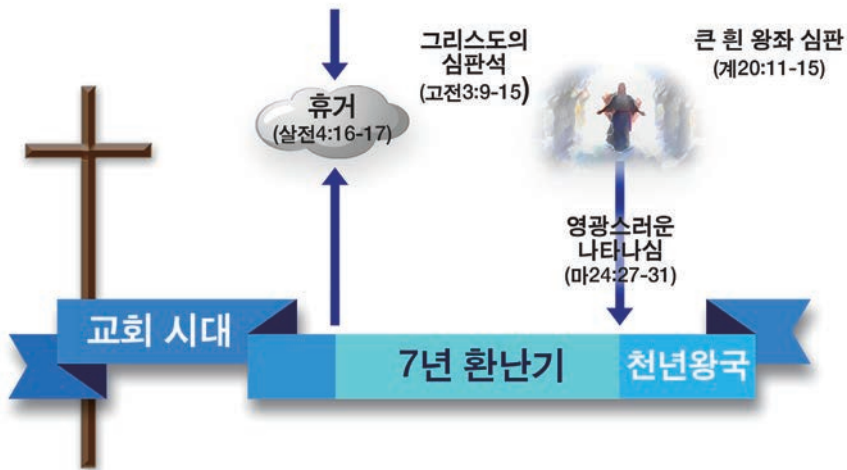 그리스도의
심판석
(고전3:9-15)
큰 흰 왕좌 심판
(계20:11-15)
휴거
(살전4:16-17)
영광스러운
나타나심
(마24:27-31)
교회 시대
7년 환난기
천년왕국